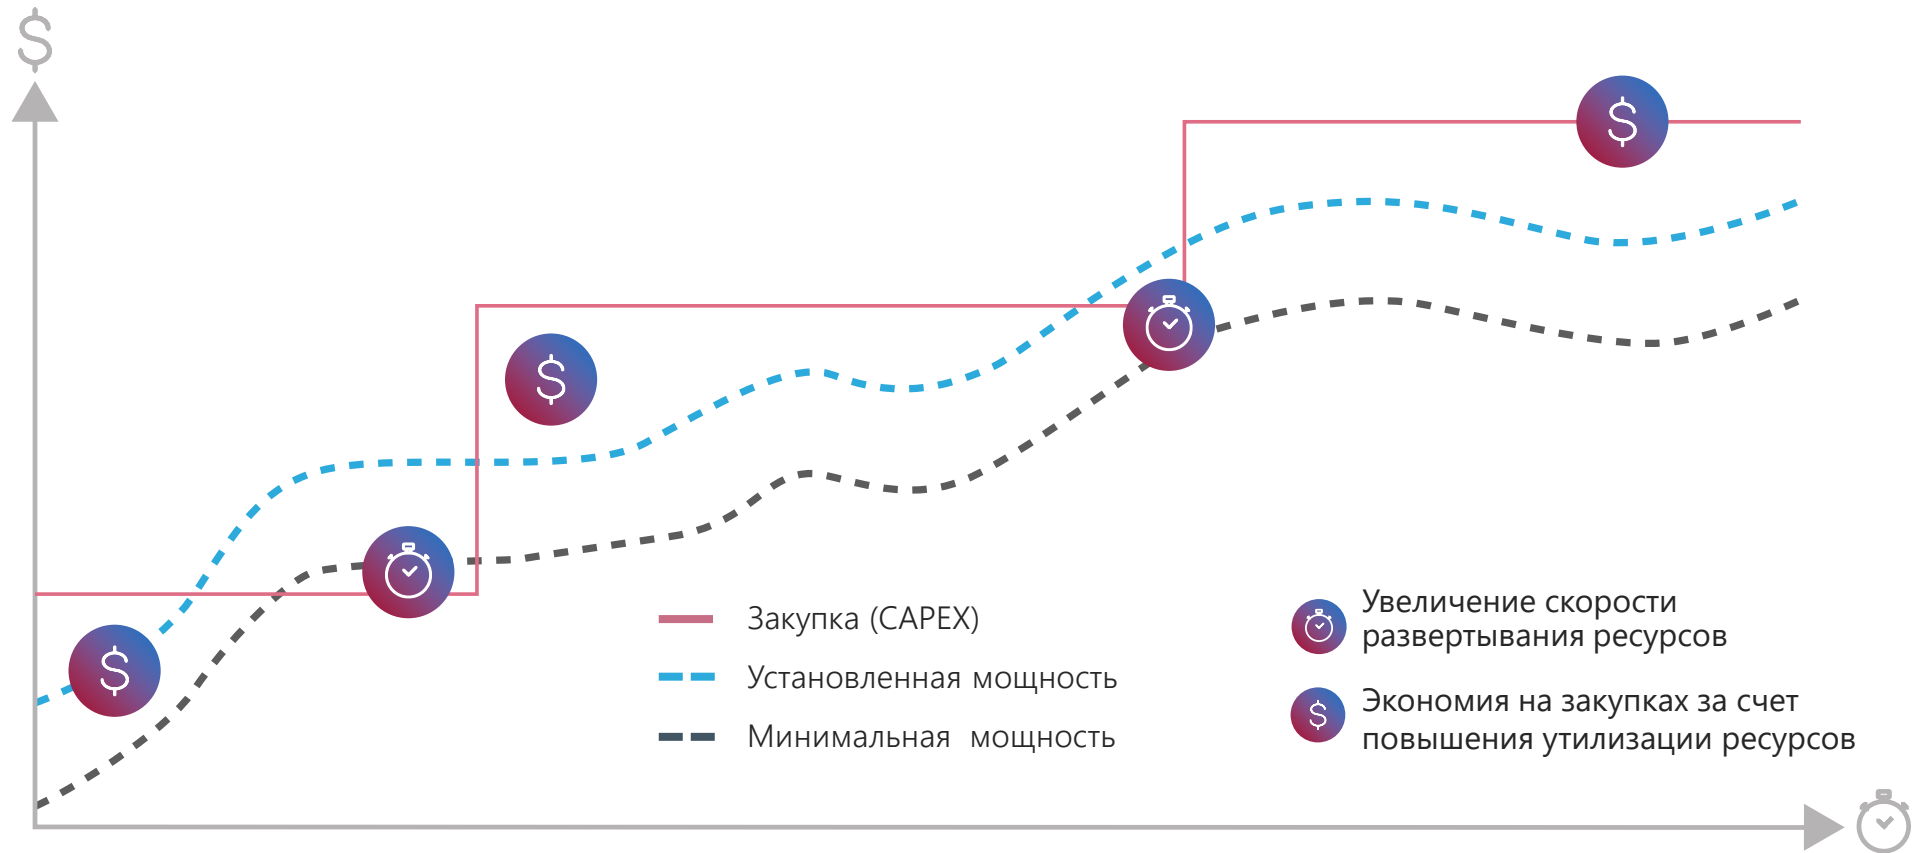 $
$
$
$
Закупка (CAPEX)
Установленная мощность
Минимальная мощность
Увеличение скорости
развертывания ресурсов
$
Экономия на закупках за счет
повышения утилизации ресурсов